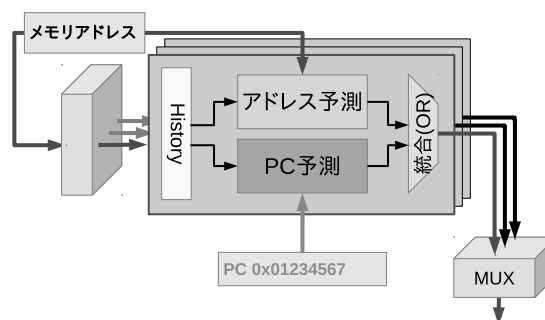 メモリアドレス
History
アドレス予測
PC予測
統合(OR)
PC 0x01234567
MUX